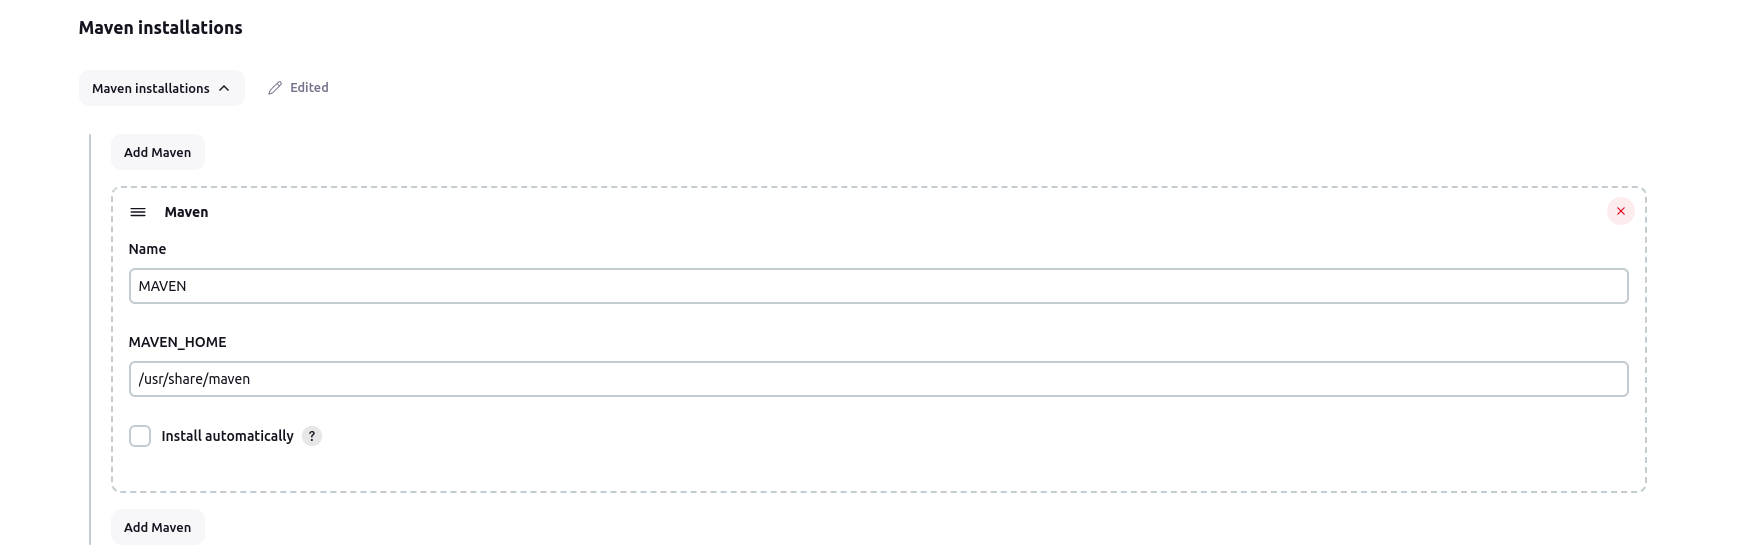 Maven installations
Maven installations
Edited
Add Maven
Maven
Name
MAVEN
MAVEN_HOME
/usr/share/maven
Install automatically ?
Add Maven